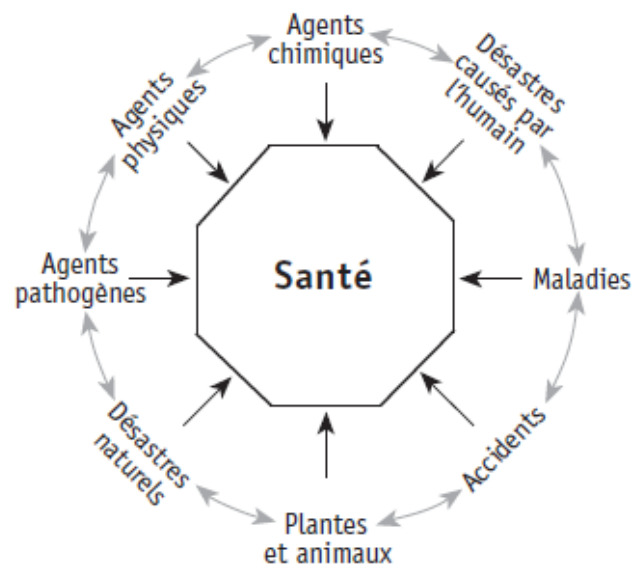 Agents
chimiques
Désastres
causés par
l'humain
Agents
physiques
Santé
Agents
pathogènes
Maladies
Désastres
naturels
Accidents
Plantes
et animaux